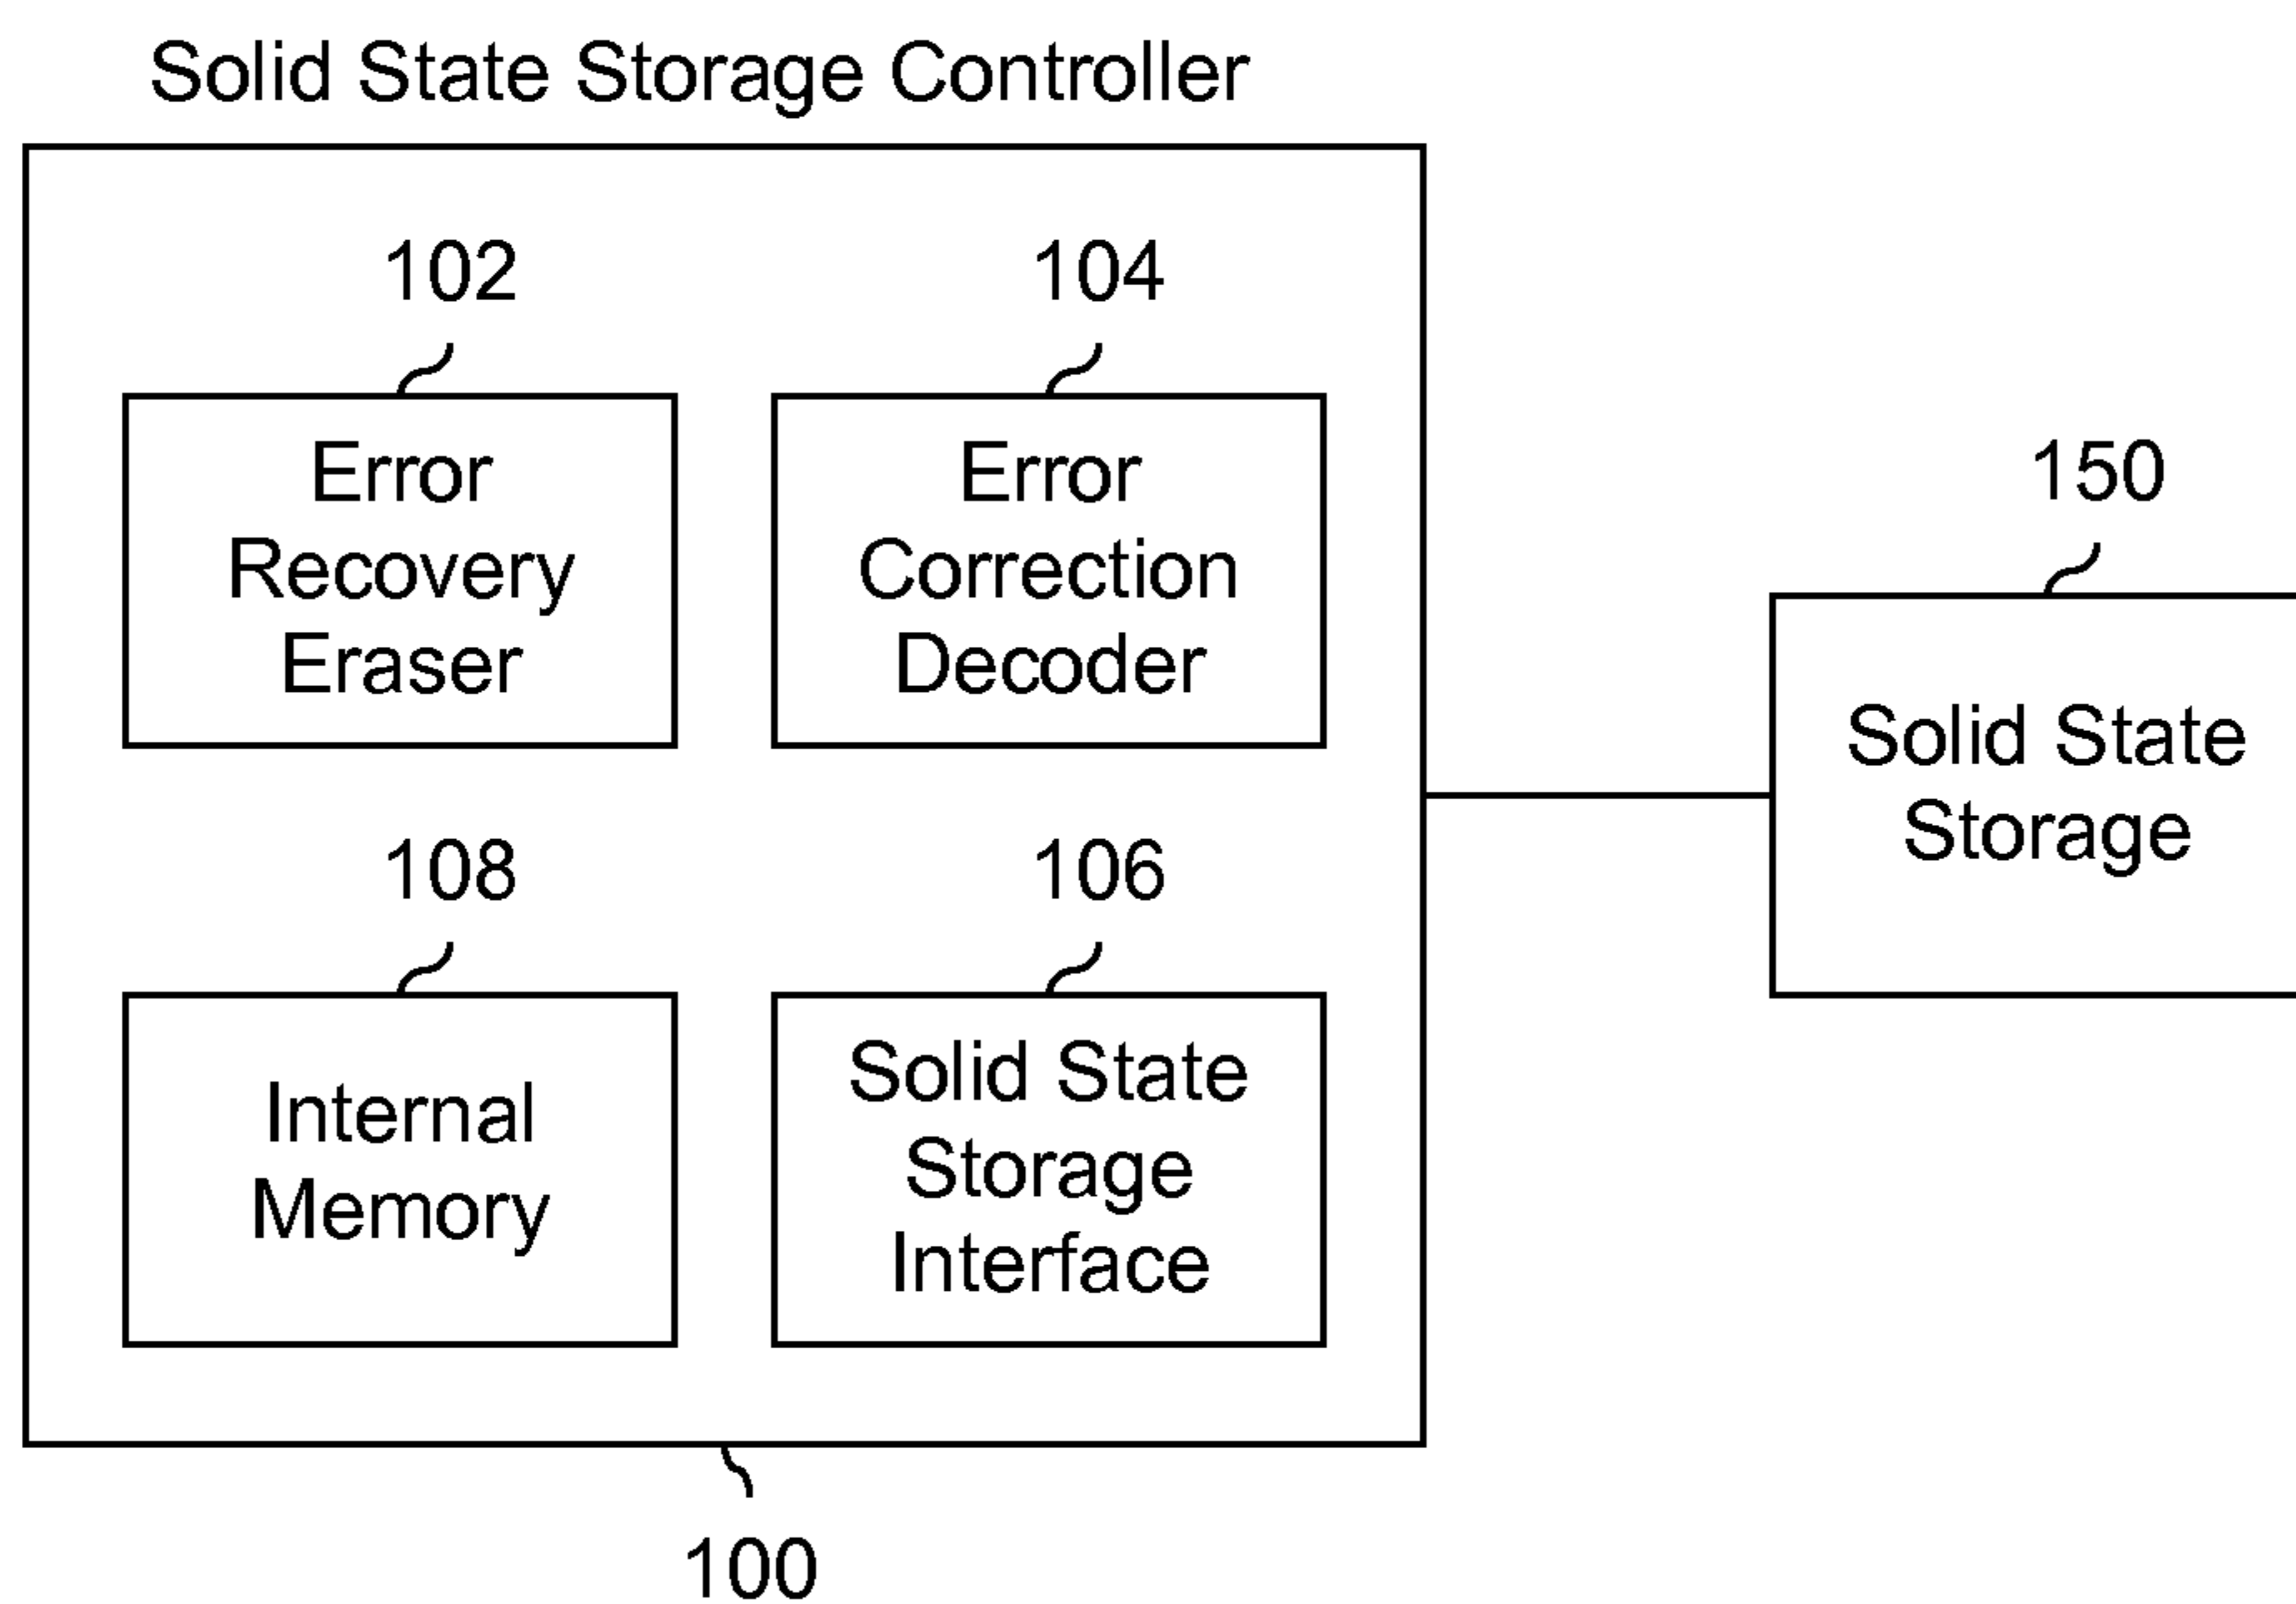 Solid State Storage Controller
102
Error
Recovery
Eraser
104
Error
Correction
Decoder
108
Internal
Memory
106
Solid State
Storage
Interface
100
150
Solid State
Storage